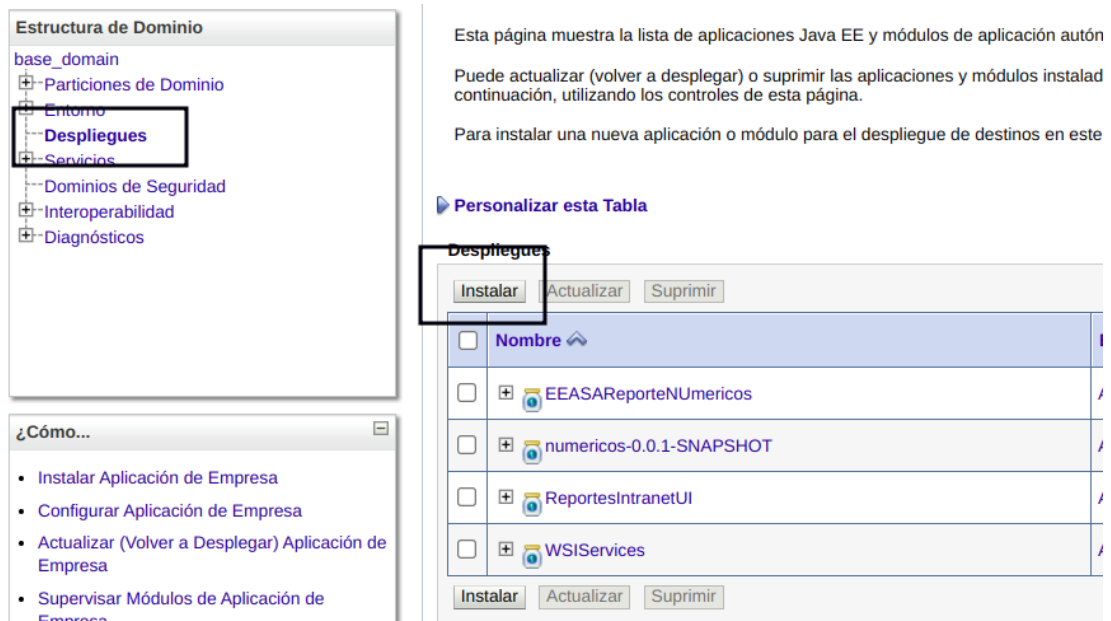 Estructura de Dominio
base_domain
Particiones de Dominio
Entorno
Despliegues
Servicios
Dominios de Seguridad
Interoperabilidad
Diagnósticos
¿Cómo...
Instalar Aplicación de Empresa
Configurar Aplicación de Empresa
Actualizar (Volver a Desplegar) Aplicación de
Empresa
Supervisar Módulos de Aplicación de
Empresa
Esta página muestra la lista de aplicaciones Java EE y módulos de aplicación autón
Puede actualizar (volver a desplegar) o suprimir las aplicaciones y módulos instalad
continuación, utilizando los controles de esta página.
Para instalar una nueva aplicación o módulo para el despliegue de destinos en este
Personalizar esta Tabla
Despliegues
Instalar Actualizar Suprimir
Nombre
EEASAReporteNUmericos
numericos-0.0.1-SNAPSHOT
ReportesIntranetUI
WSIServices
Instalar Actualizar Suprimir